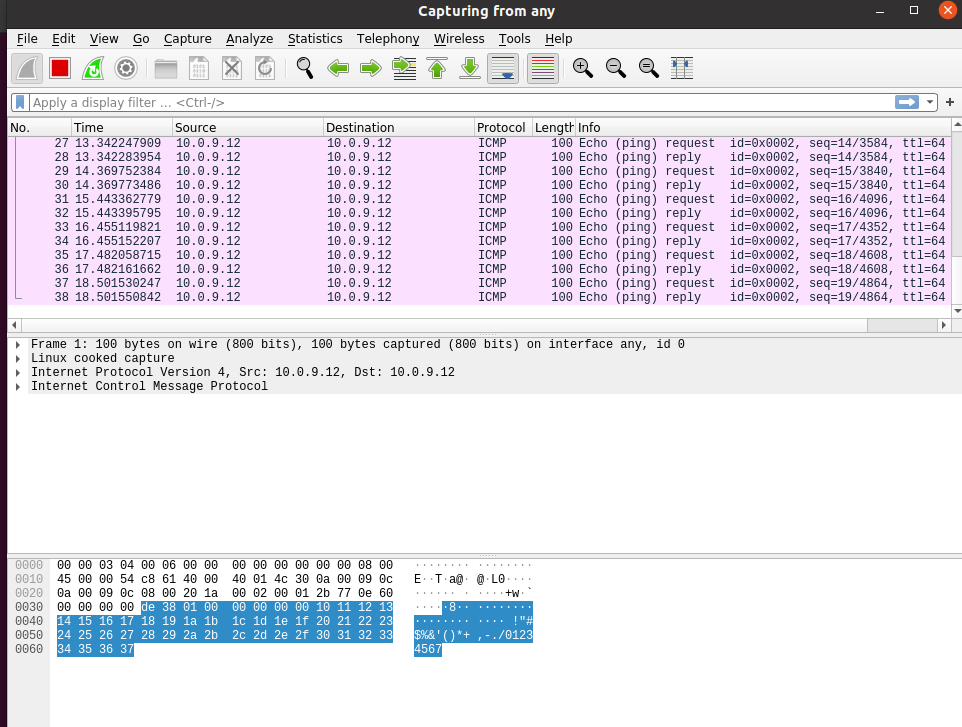 Capturing from any
File Edit View Go Capture Analyze Statistics Telephony Wireless Tools Help
Apply a display filter ... <Ctrl-/>
No. Time Source Destination Protocol Length Info
27 13.342247909 10.0.9.12 10.0.9.12 ICMP 100 Echo (ping) request id=0x0002, seq=14/3584, ttl=64
28 13.342283954 10.0.9.12 10.0.9.12 ICMP 100 Echo (ping) reply id=0x0002, seq=14/3584, ttl=64
29 14.369752384 10.0.9.12 10.0.9.12 ICMP 100 Echo (ping) request id=0x0002, seq=15/3840, ttl=64
30 14.369773486 10.0.9.12 10.0.9.12 ICMP 100 Echo (ping) reply id=0x0002, seq=15/3840, ttl=64
31 15.443362779 10.0.9.12 10.0.9.12 ICMP 100 Echo (ping) request id=0x0002, seq=16/4096, ttl=64
32 15.443395795 10.0.9.12 10.0.9.12 ICMP 100 Echo (ping) reply id=0x0002, seq=16/4096, ttl=64
33 16.455119821 10.0.9.12 10.0.9.12 ICMP 100 Echo (ping) request id=0x0002, seq=17/4352, ttl=64
34 16.455152207 10.0.9.12 10.0.9.12 ICMP 100 Echo (ping) reply id=0x0002, seq=17/4352, ttl=64
35 17.482058715 10.0.9.12 10.0.9.12 ICMP 100 Echo (ping) request id=0x0002, seq=18/4608, ttl=64
36 17.482161662 10.0.9.12 10.0.9.12 ICMP 100 Echo (ping) reply id=0x0002, seq=18/4608, ttl=64
37 18.501530247 10.0.9.12 10.0.9.12 ICMP 100 Echo (ping) request id=0x0002, seq=19/4864, ttl=64
38 18.501550842 10.0.9.12 10.0.9.12 ICMP 100 Echo (ping) reply id=0x0002, seq=19/4864, ttl=64
Frame 1: 100 bytes on wire (800 bits), 100 bytes captured (800 bits) on interface any, id 0
Linux cooked capture
Internet Protocol Version 4, Src: 10.0.9.12, Dst: 10.0.9.12
Internet Control Message Protocol
0000 00 00 03 04 00 06 00 00 00 00 00 00 00 00 08 00 ········ ········
0010 45 00 00 54 c8 61 40 00 40 01 4c 30 0a 00 09 0c E··T·a@· @·L0····
0020 0a 00 09 0c 08 00 20 1a 00 02 00 01 2b 77 0e 60 ······ · ····+w·`
0030 00 00 00 00 de 38 01 00 00 00 00 00 10 11 12 13 ·····8·· ········
0040 14 15 16 17 18 19 1a 1b 1c 1d 1e 1f 20 21 22 23 ········ ···· !"#
0050 24 25 26 27 28 29 2a 2b 2c 2d 2e 2f 30 31 32 33 $%&'()*+ ,-./0123
0060 34 35 36 37 4567